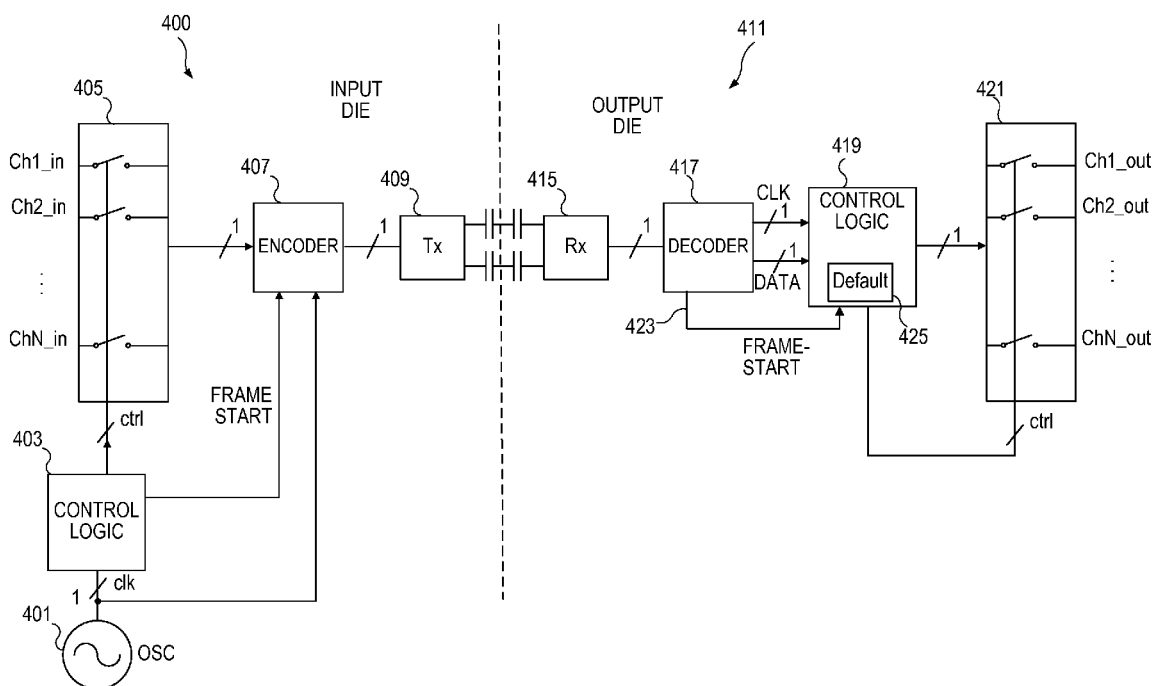 400
411
405
INPUT
DIE
OUTPUT
DIE
421
Ch1_in
Ch2_in
⋮
ChN_in
407
1
ENCODER
1
409
Tx
415
Rx
1
417
DECODER
CLK
1
1
DATA
419
CONTROL
LOGIC
Default
425
1
423
FRAME-
START
Ch1_out
Ch2_out
⋮
ChN_out
ctrl
FRAME
START
ctrl
403
CONTROL
LOGIC
1
clk
401
OSC